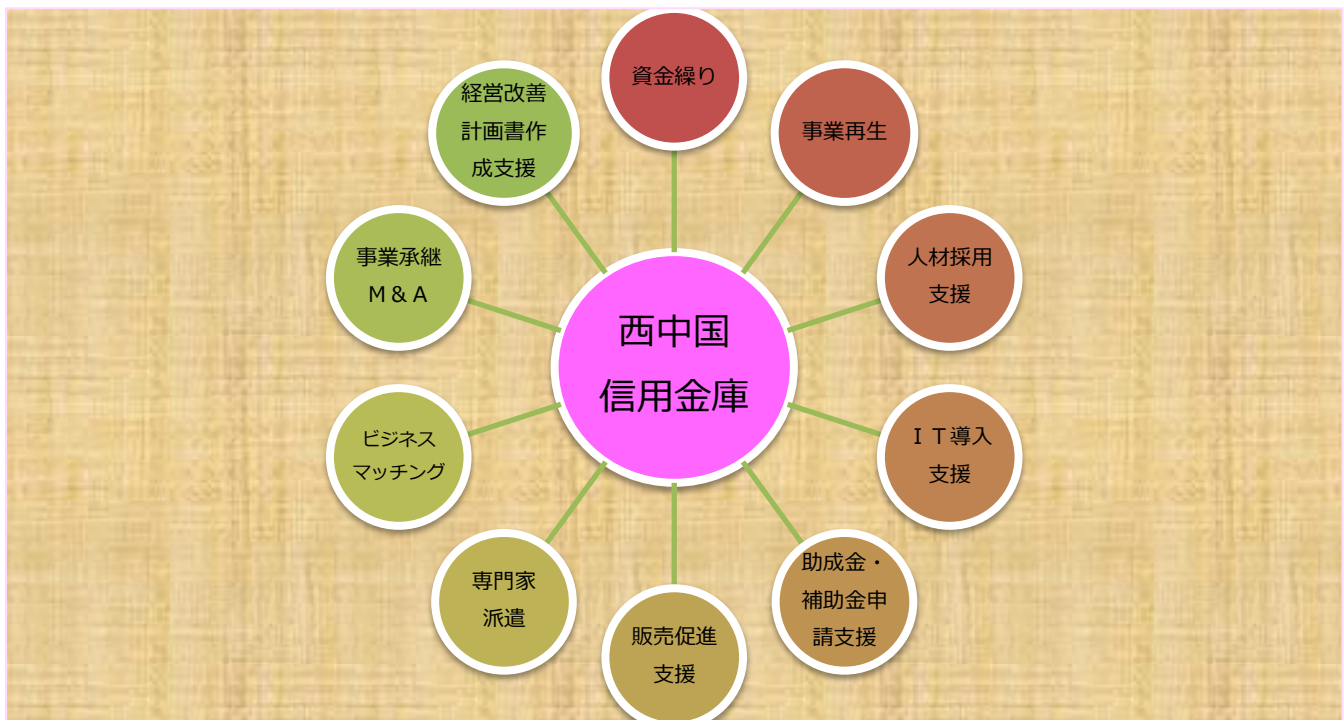 資金繰り
事業再生
人材採用
支援
ＩＴ導入
支援
助成金・
補助金申
請支援
販売促進
支援
専門家
派遣
ビジネス
マッチング
事業承継
Ｍ＆Ａ
経営改善
計画書作
成支援
西中国
信用金庫